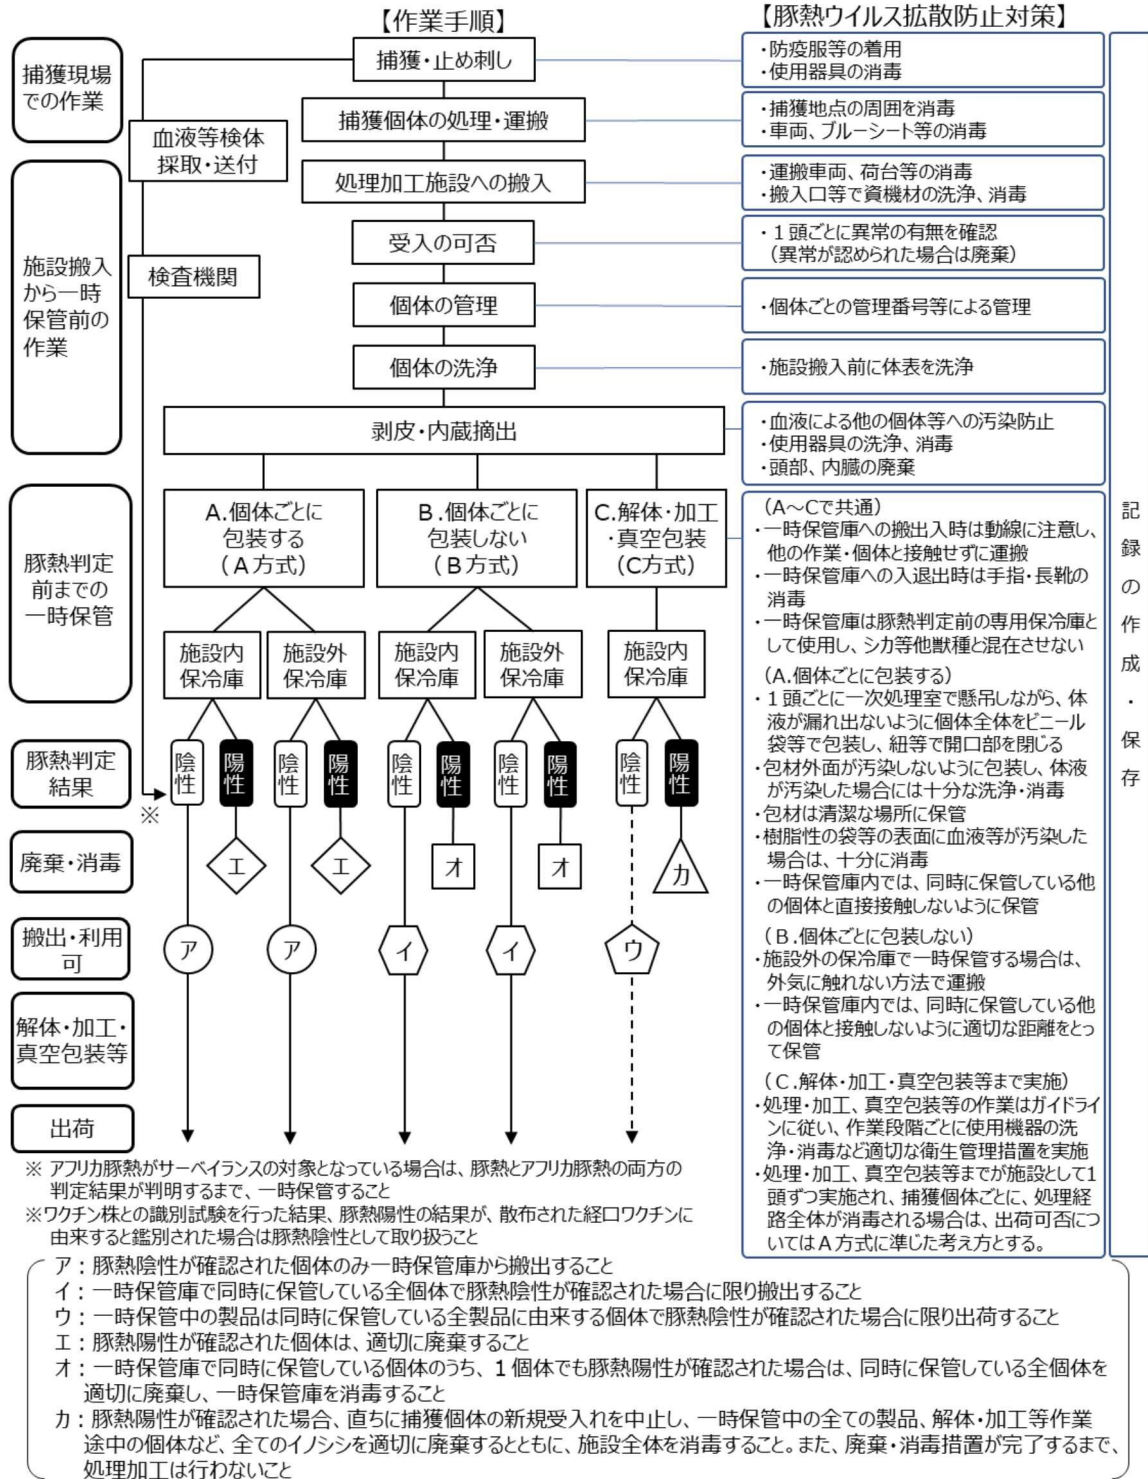 【作業手順】
【豚熱ウイルス拡散防止対策】
捕獲現場
での作業
捕獲・止め刺し
・防疫服等の着用
・使用器具の消毒
捕獲個体の処理・運搬
・捕獲地点の周囲を消毒
・車両、ブルーシート等の消毒
血液等検体
採取・送付
処理加工施設への搬入
・運搬車両、荷台等の消毒
・搬入口等で資機材の洗浄、消毒
施設搬入
から一時
保管前の
作業
受入の可否
・1頭ごとに異常の有無を確認
(異常が認められた場合は廃棄)
検査機関
個体の管理
・個体ごとの管理番号等による管理
個体の洗浄
・施設搬入前に体表を洗浄
剥皮・内蔵摘出
・血液による他の個体等への汚染防止
・使用器具の洗浄、消毒
・頭部、内臓の廃棄
豚熱判定
前までの
一時保管
A.個体ごとに
包装する
(A方式)
B.個体ごとに
包装しない
(B方式)
C.解体・加工
・真空包装
(C方式)
施設内
保冷庫
施設外
保冷庫
施設内
保冷庫
施設外
保冷庫
施設内
保冷庫
豚熱判定
結果
陰性
陽性
陰性
陽性
陰性
陽性
陰性
陽性
陰性
陽性
※
廃棄・消毒
エ
エ
オ
オ
カ
搬出・利用
可
ア
ア
イ
イ
ウ
解体・加工・
真空包装等
出荷
(A~Cで共通)
・一時保管庫への搬出入時は動線に注意し、
他の作業・個体と接触せずに運搬
・一時保管庫への入退出時は手指・長靴の
消毒
・一時保管庫は豚熱判定前の専用保冷庫と
して使用し、シカ等他獣種と混在させない
(A.個体ごとに包装する)
・1頭ごとに一次処理室で懸吊しながら、体
液が漏れ出ないように個体全体をビニール
袋等で包装し、紐等で開口部を閉じる
・包材外面が汚染しないように包装し、体液
が汚染した場合には十分な洗浄・消毒
・包材は清潔な場所に保管
・樹脂性の袋等の表面に血液等が汚染した
場合は、十分に消毒
・一時保管庫内では、同時に保管している他
の個体と直接接触しないように保管
(B.個体ごとに包装しない)
・施設外の保冷庫で一時保管する場合は、
外気に触れない方法で運搬
・一時保管庫内では、同時に保管している他
の個体と接触しないように適切な距離をとっ
て保管
(C.解体・加工・真空包装等まで実施)
・処理・加工、真空包装等の作業はガイドライ
ンに従い、作業段階ごとに使用機器の洗
浄・消毒など適切な衛生管理措置を実施
・処理・加工、真空包装等までが施設として1
頭ずつ実施され、捕獲個体ごとに、処理経
路全体が消毒される場合は、出荷可否につ
いてはA方式に準じた考え方とする。
記録の作成・保存
※ アフリカ豚熱がサーベイランスの対象となっている場合は、豚熱とアフリカ豚熱の両方の
判定結果が判明するまで、一時保管すること
※ワクチン株との識別試験を行った結果、豚熱陽性の結果が、散布された経口ワクチンに
由来すると鑑別された場合は豚熱陰性として取り扱うこと
ア:豚熱陰性が確認された個体のみ一時保管庫から搬出すること
イ:一時保管庫で同時に保管している全個体で豚熱陰性が確認された場合に限り搬出すること
ウ:一時保管中の製品は同時に保管している全製品に由来する個体で豚熱陰性が確認された場合に限り出荷すること
エ:豚熱陽性が確認された個体は、適切に廃棄すること
オ:一時保管庫で同時に保管している個体のうち、1個体でも豚熱陽性が確認された場合は、同時に保管している全個体を
適切に廃棄し、一時保管庫を消毒すること
カ:豚熱陽性が確認された場合、直ちに捕獲個体の新規受入れを中止し、一時保管中の全ての製品、解体・加工等作業
途中の個体など、全てのイノシシを適切に廃棄するとともに、施設全体を消毒すること。また、廃棄・消毒措置が完了するまで、
処理加工は行わないこと